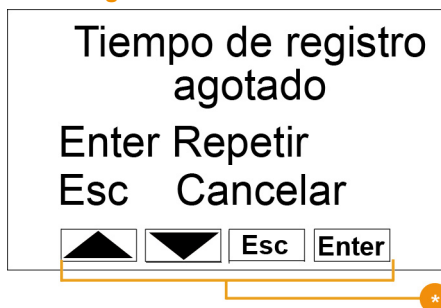 Tiempo de registro
agotado
Enter Repetir
Esc Cancelar
Esc Enter
*